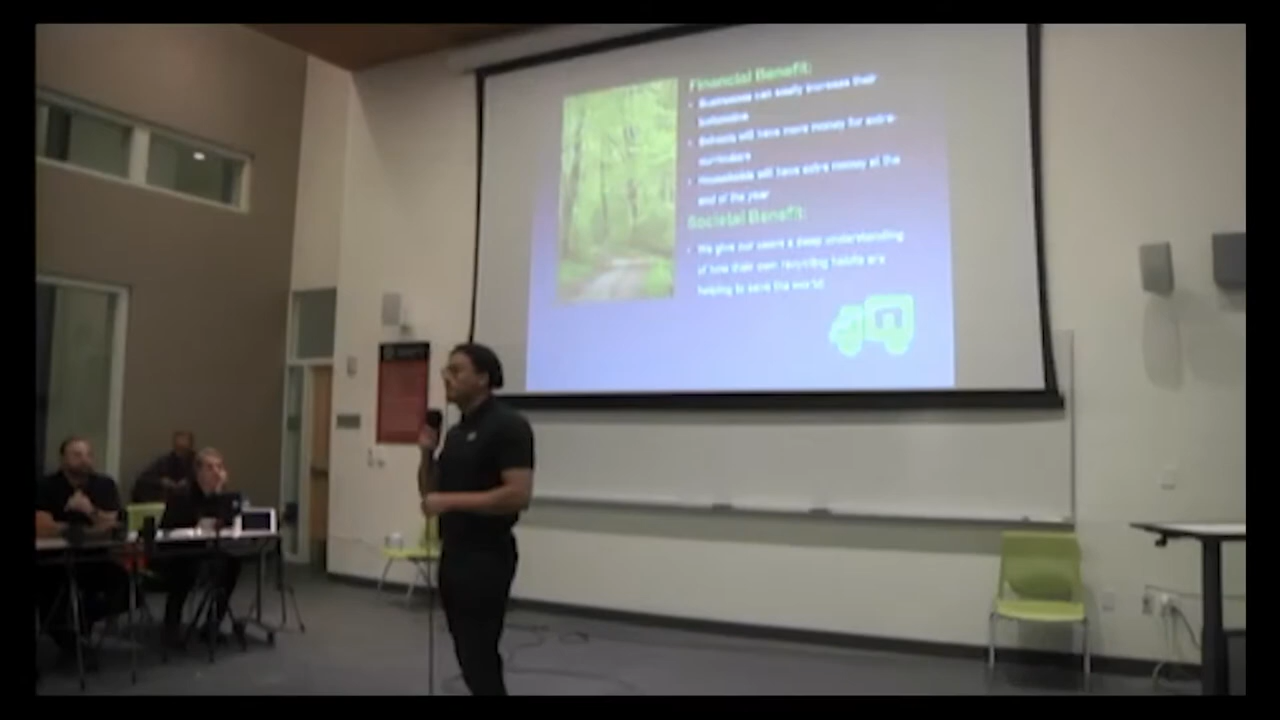 Financial Benefit:
• Businesses can easily increase their
• Schools will have more money for extra-
curriculars
• Households will have extra money at the
end of the year
Societal Benefit:
• We give our users a deep understanding
of how their own recycling habits are
helping to save the world